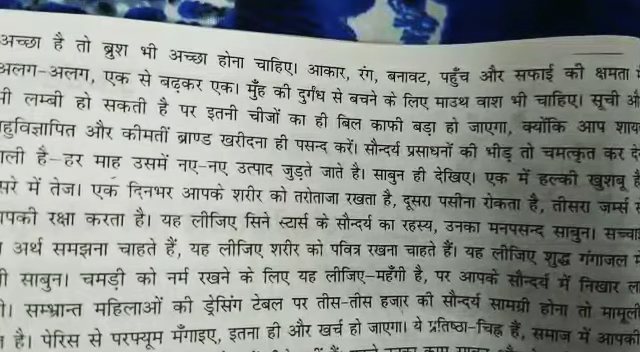 अच्छा है तो ब्रुश भी अच्छा होना चाहिए। आकार, रंग, बनावट, पहुँच और सफाई की क्षमता
अलग-अलग, एक से बढ़कर एक। मुँह की दुर्गंध से बचने के लिए माउथ वाश भी चाहिए। सूची
लम्बी हो सकती है पर इतनी चीजों का ही बिल काफी बड़ा हो जाएगा, क्योंकि आप
और कीमतीं ब्राण्ड खरीदना ही पसन्द करें। सौन्दर्य प्रसाधनों की भीड़ तो चमत्कृत कर
है-हर माह उसमें नए-नए उत्पाद जुड़ते जाते है। साबुन ही देखिए। एक में हल्की खुशबू
में तेज। एक दिनभर आपके शरीर को तरोताजा रखता है, दूसरा पसीना रोकता है, तीसरा जर्म्स
रक्षा करता है। यह लीजिए सिने स्टार्स के सौन्दर्य का रहस्य, उनका मनपसन्द साबुन।
अर्थ समझना चाहते हैं, यह लीजिए शरीर को पवित्र रखना चाहते हैं। यह लीजिए शुद्ध गंगाजल
साबुन। चमड़ी को नर्म रखने के लिए यह लीजिए-महँगी है, पर आपके सौन्दर्य में निखार
सम्भ्रान्त महिलाओं की ड्रेसिंग टेबल पर तीस-तीस हजार की सौन्दर्य सामग्री होना तो
है। पेरिस से परफ्यूम मँगाइए, इतना ही और खर्च हो जाएगा। ये प्रतिष्ठा-चिह्न हैं, समाज में आपकी